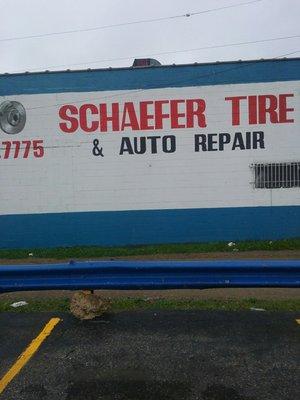 SCHAEFER TIRE
& AUTO REPAIR
.7775